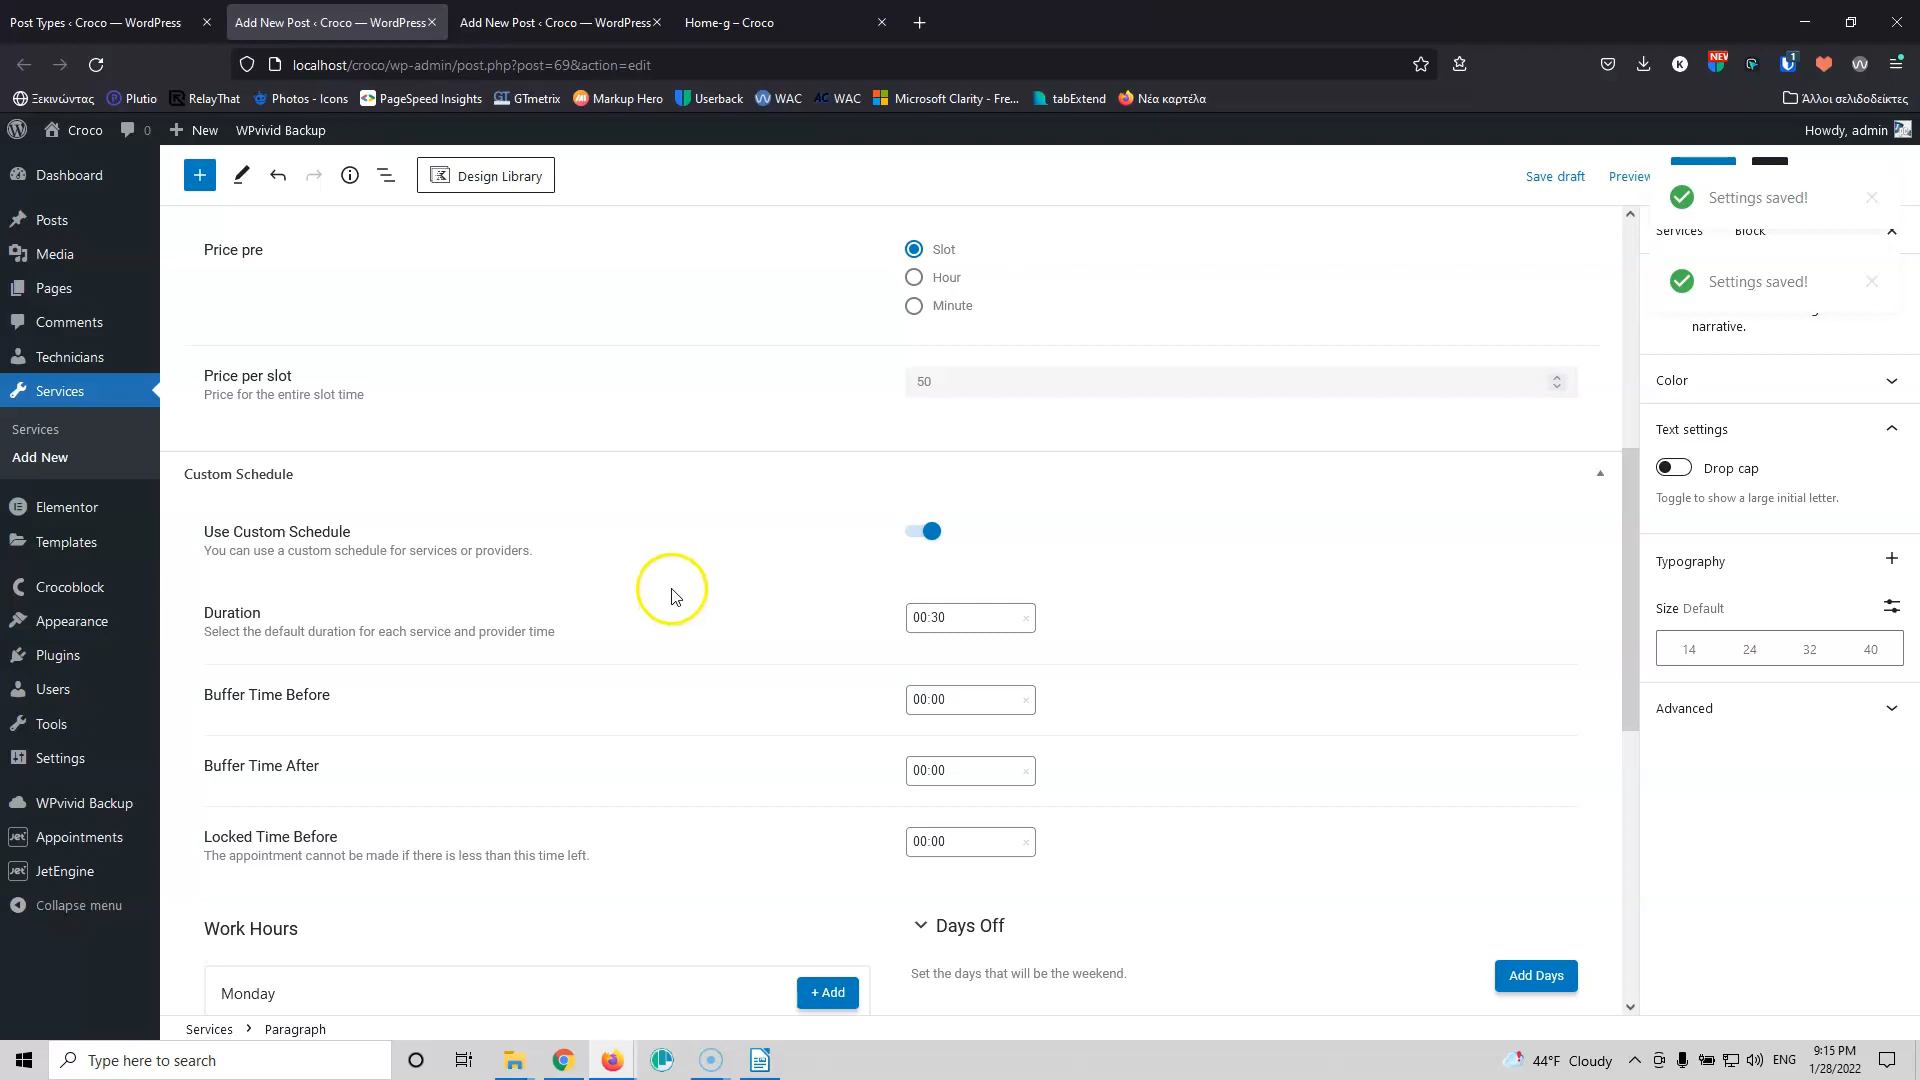 Post Types ‹ Croco — WordPress
Add New Post ‹ Croco — WordPress
Add New Post ‹ Croco — WordPress
Home-g – Croco
localhost/croco/wp-admin/post.php?post=69&action=edit
NEW
1
Ξεκινώντας
Plutio
RelayThat
Photos - Icons
PageSpeed Insights
GTmetrix
Markup Hero
Userback
WAC
WAC
Microsoft Clarity - Fre...
tabExtend
Νέα καρτέλα
Άλλοι σελιδοδείκτες
Croco
0
New
WPvivid Backup
Howdy, admin
Dashboard
Posts
Media
Pages
Comments
Technicians
Services
Services
Add New
Elementor
Templates
Crocoblock
Appearance
Plugins
Users
Tools
Settings
WPvivid Backup
Appointments
JetEngine
Collapse menu
Design Library
Save draft
Preview
Settings saved!
Services
Block
Settings saved!
narrative.
Color
Text settings
Drop cap
Toggle to show a large initial letter.
Typography
Size Default
14
24
32
40
Advanced
Price pre
Slot
Hour
Minute
Price per slot
Price for the entire slot time
50
Custom Schedule
Use Custom Schedule
You can use a custom schedule for services or providers.
Duration
Select the default duration for each service and provider time
00:30
Buffer Time Before
00:00
Buffer Time After
00:00
Locked Time Before
The appointment cannot be made if there is less than this time left.
00:00
Work Hours
Monday
+ Add
Days Off
Set the days that will be the weekend.
Add Days
Services
Paragraph
Type here to search
44°F Cloudy
ENG
9:15 PM
1/28/2022